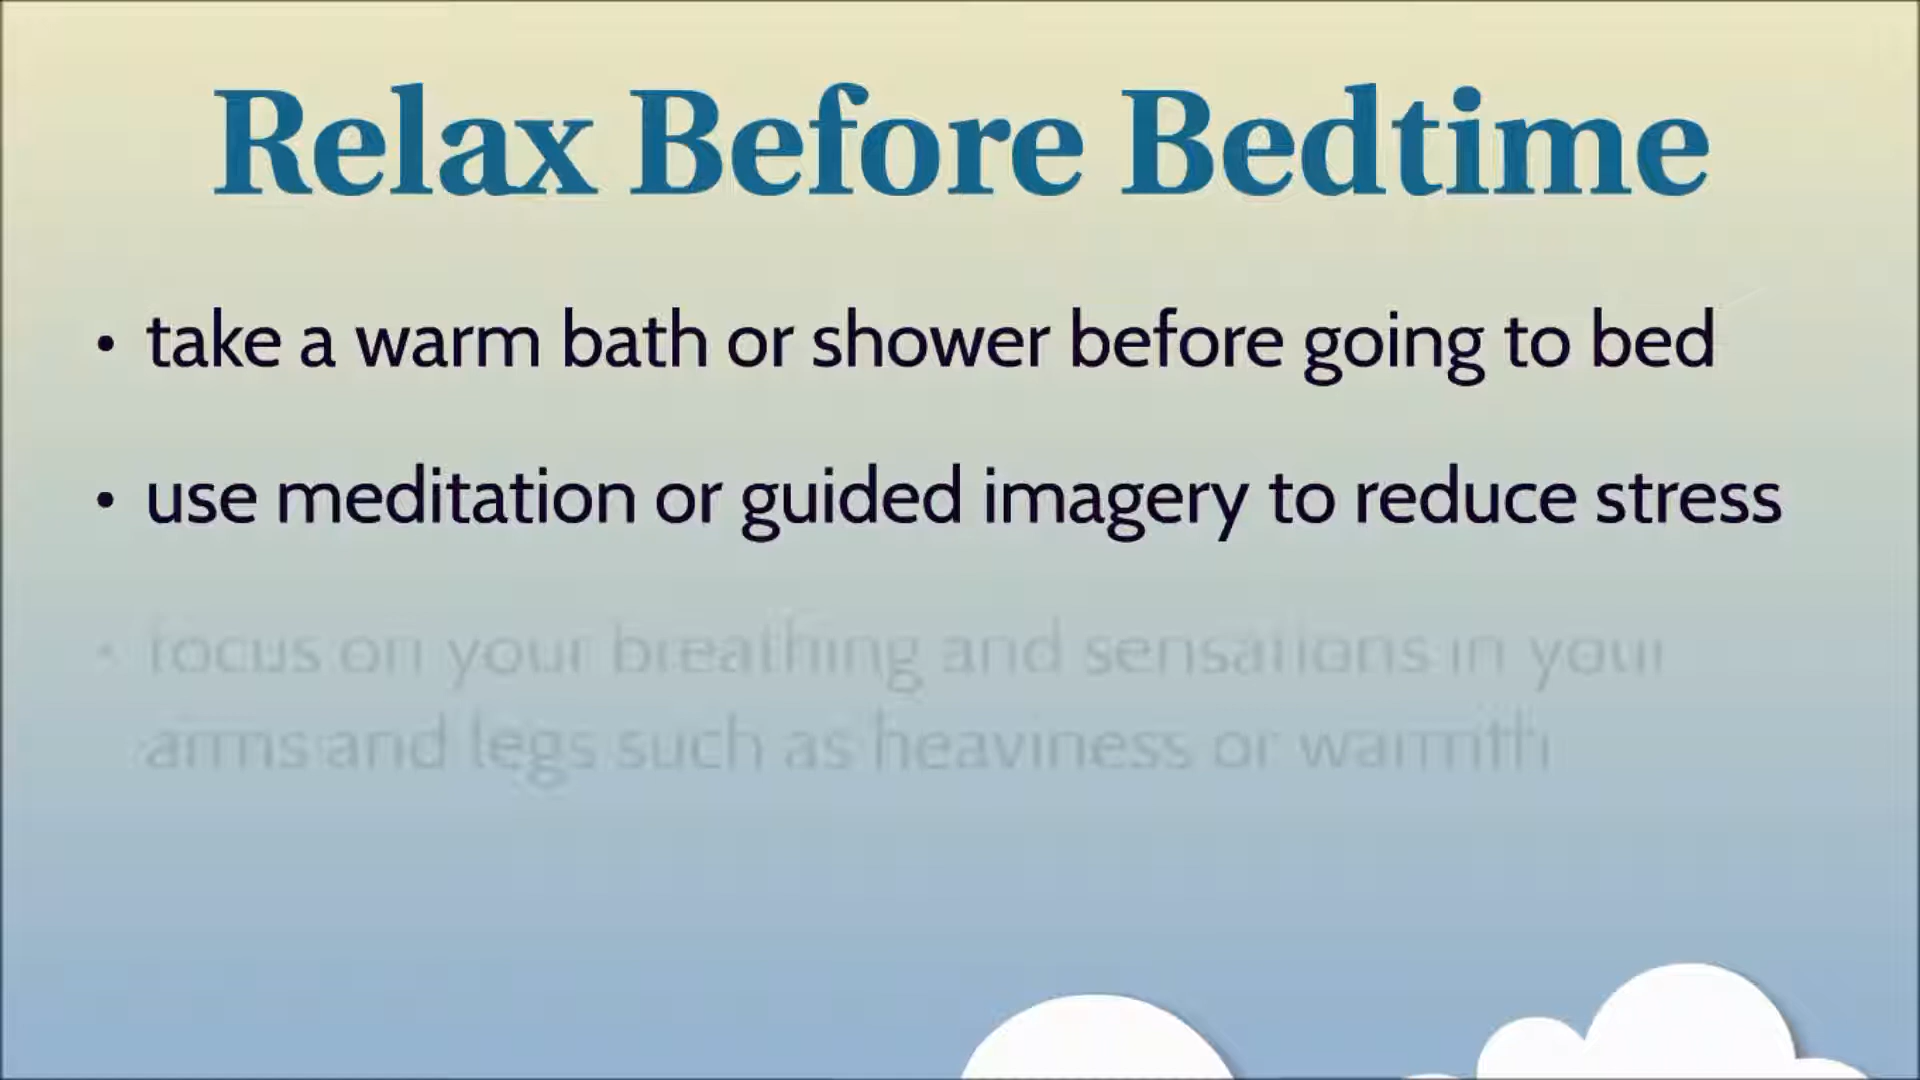 Relax Before Bedtime
• take a warm bath or shower before going to bed
• use meditation or guided imagery to reduce stress
• focus on your breathing and sensations in your
arms and legs such as heaviness or warmth